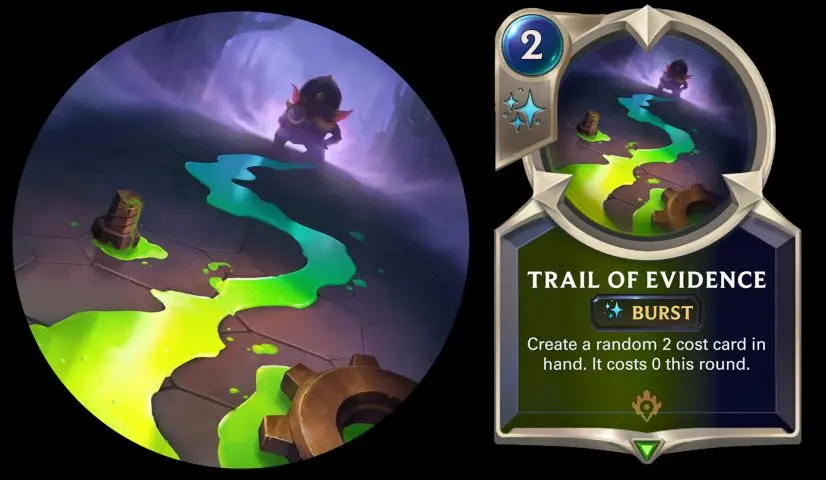 2
TRAIL OF EVIDENCE
BURST
Create a random 2 cost card in
hand. It costs 0 this round.